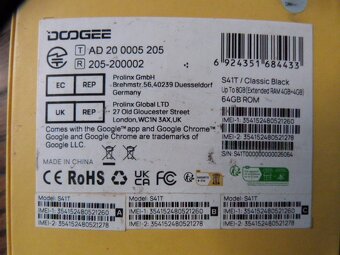 DOOGEE
T AD 20 0005 205
R 205-200002
6 924351 684433
EC REP
Prolinx GmbH
Brehmstr,56,40239 Duesseldorf
Germany
UK REP
Prolinx Global LTD
27 Old Gloucester Street
London, WC1N 3AX, UK
Comes with the Google™ app and Google Chrome™ app.
Google and Google Chrome are trademarks of
Google LLC.
S41T / Classic Black
Up To 8GB(Extended RAM 4GB+4GB)
64GB ROM
IMEI-1: 354152480521260
IMEI-2: 354152480521278
S/N: S41T00000000028064
CE RoHS FC UK CA
Model: S41T A
IMEI-1: 354152480521260
IMEI-2: 354152480521278
Model: S41T B
IMEI-1: 354152480521260
IMEI-2: 354152480521278
Model: S41T C
IMEI-1: 354152480521260
IMEI-2: 354152480521278